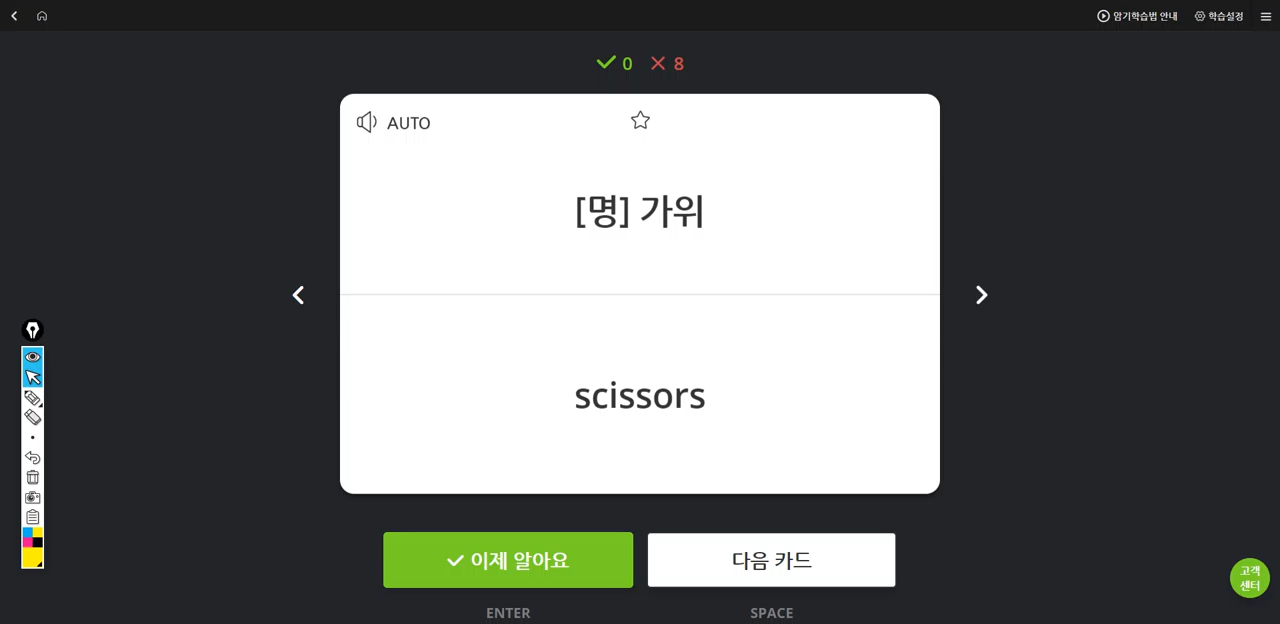 암기학습법 안내 학습설정
0 8
AUTO
[명] 가위
scissors
이제 알아요 다음 카드
ENTER SPACE
고객
센터